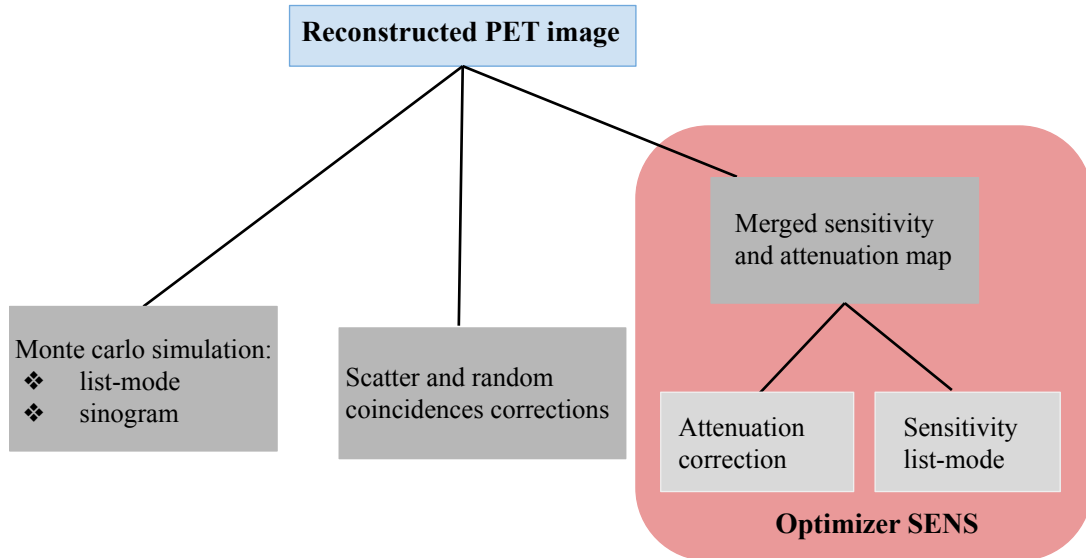 Reconstructed PET image
Merged sensitivity
and attenuation map
Monte carlo simulation:
❖ list-mode
❖ sinogram
Scatter and random
coincidences corrections
Attenuation
correction
Sensitivity
list-mode
Optimizer SENS